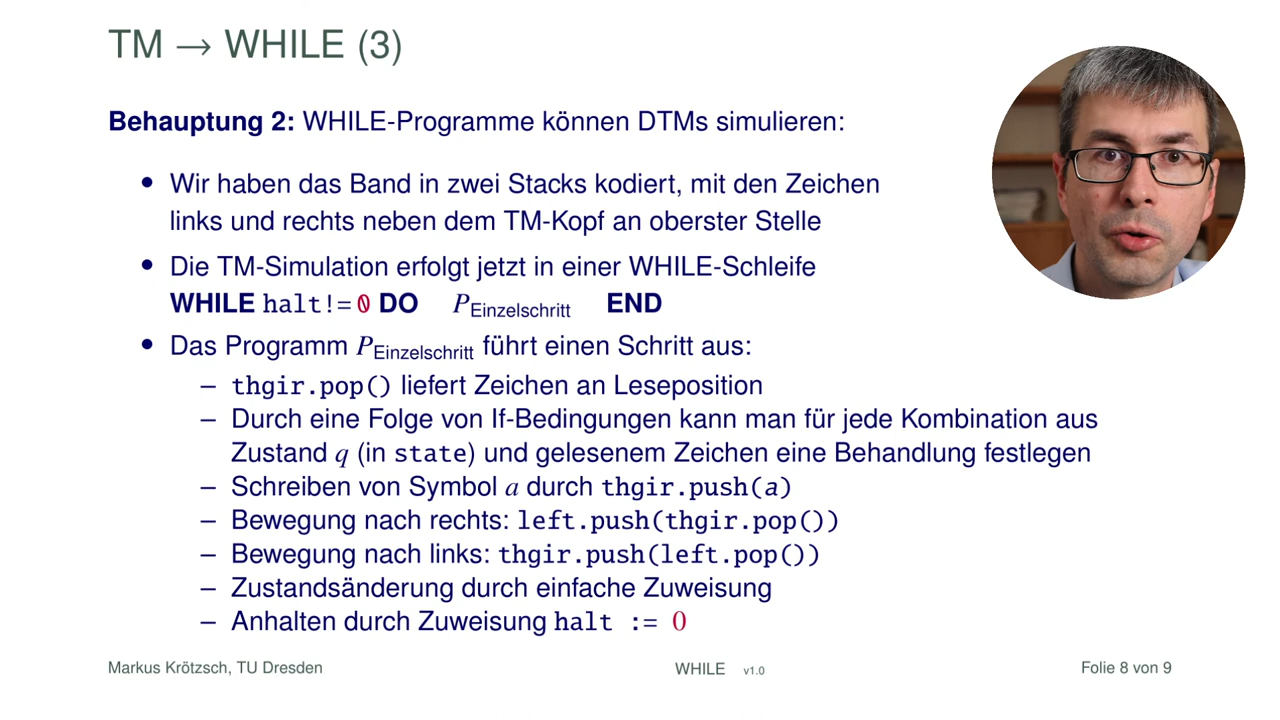 TM → WHILE (3)
Behauptung 2: WHILE-Programme können DTMs simulieren:
• Wir haben das Band in zwei Stacks kodiert, mit den Zeichen
links und rechts neben dem TM-Kopf an oberster Stelle
• Die TM-Simulation erfolgt jetzt in einer WHILE-Schleife
WHILE halt!=0 DO P_Einzelschritt END
• Das Programm P_Einzelschritt führt einen Schritt aus:
– thgir.pop() liefert Zeichen an Leseposition
– Durch eine Folge von If-Bedingungen kann man für jede Kombination aus
Zustand q (in state) und gelesenem Zeichen eine Behandlung festlegen
– Schreiben von Symbol a durch thgir.push(a)
– Bewegung nach rechts: left.push(thgir.pop())
– Bewegung nach links: thgir.push(left.pop())
– Zustandsänderung durch einfache Zuweisung
– Anhalten durch Zuweisung halt := 0
Markus Krötzsch, TU Dresden WHILE v1.0 Folie 8 von 9